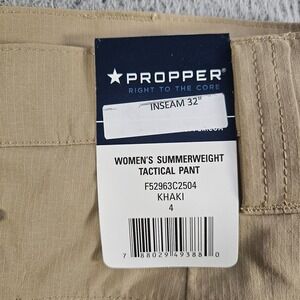 ★PROPPER®
RIGHT TO THE CORE
INSEAM 32"
WOMEN'S SUMMERWEIGHT
TACTICAL PANT
F52963C2504
KHAKI
4
7 88029 49388 0